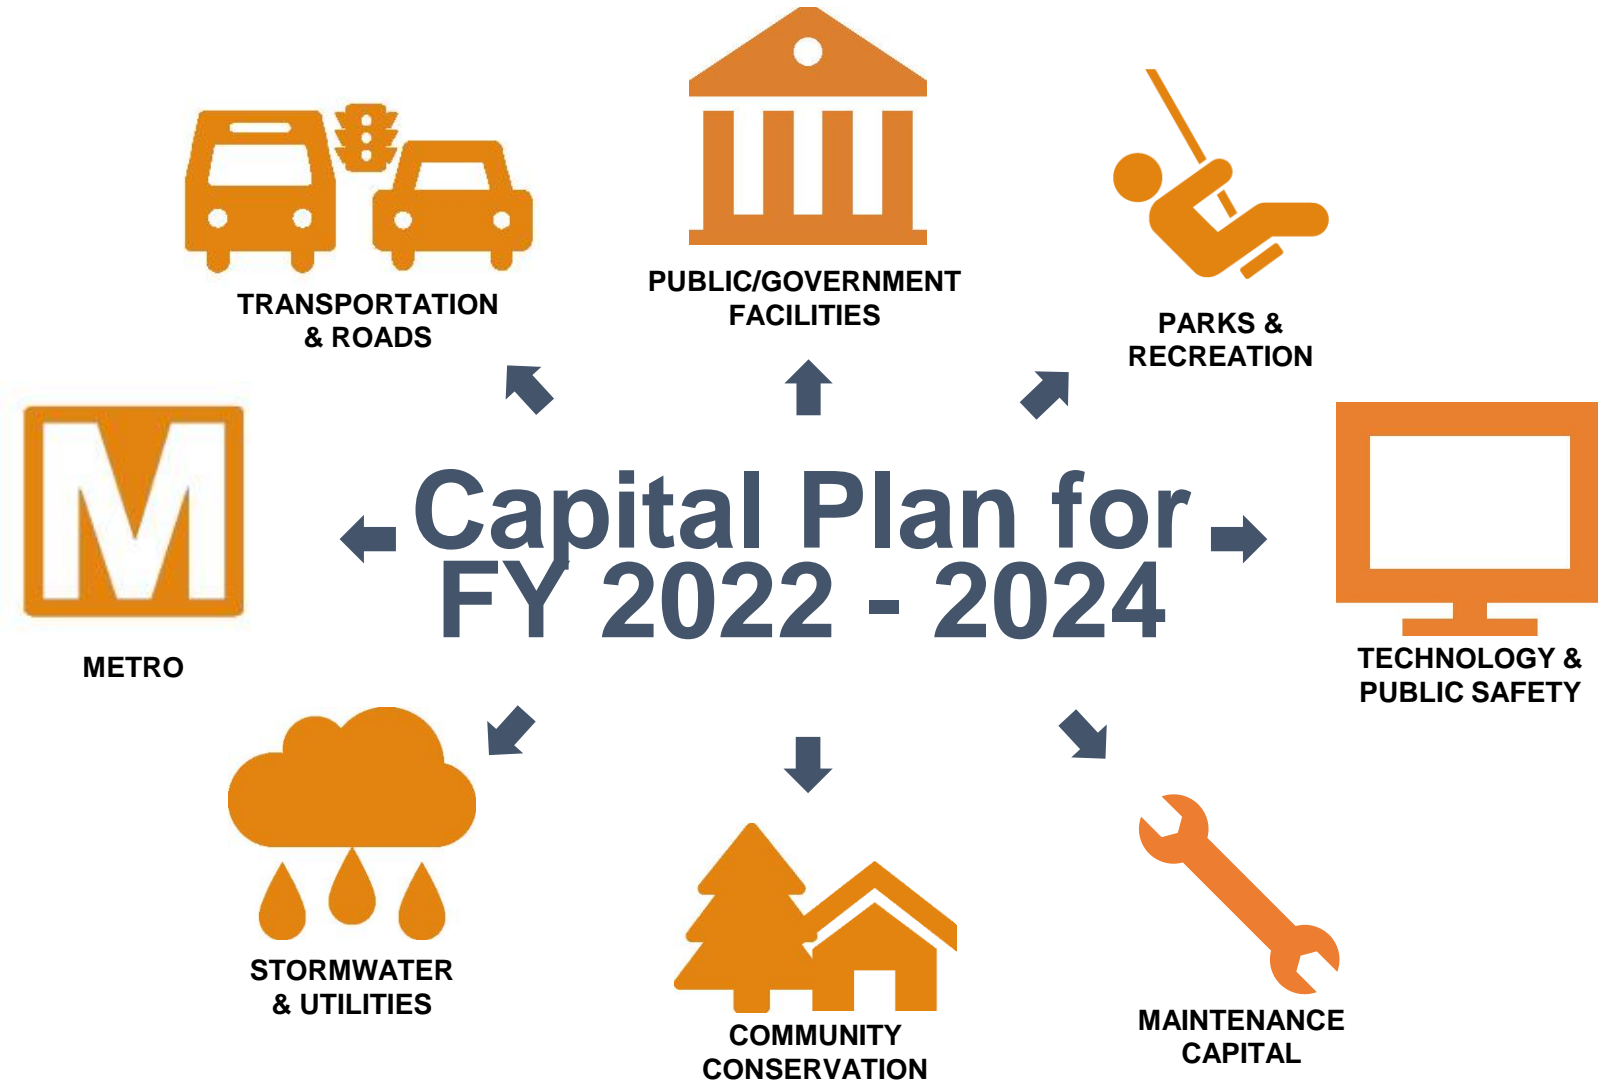 PUBLIC/GOVERNMENT
FACILITIES
TRANSPORTATION
& ROADS
PARKS &
RECREATION
M
METRO
Capital Plan for
FY 2022 - 2024
TECHNOLOGY &
PUBLIC SAFETY
STORMWATER
& UTILITIES
COMMUNITY
CONSERVATION
MAINTENANCE
CAPITAL